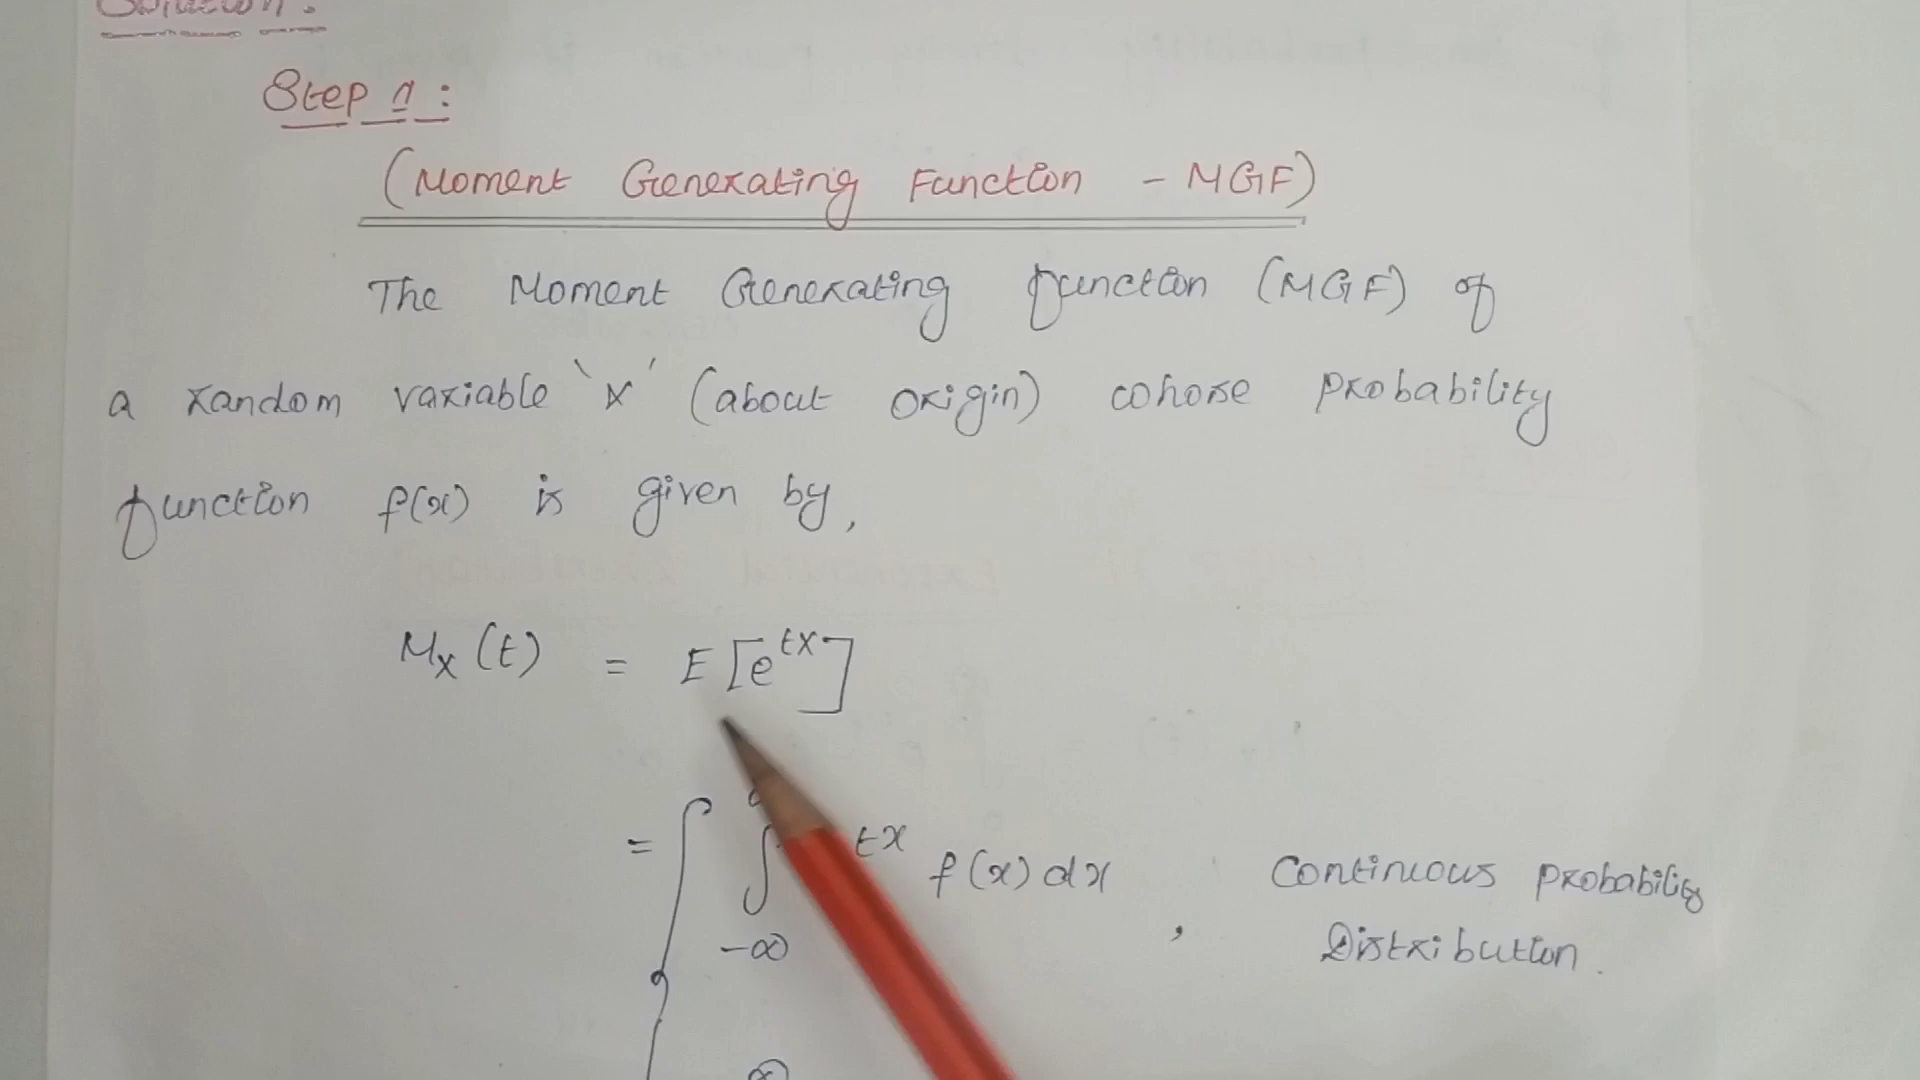 Solution:
Step 1:
(Moment Generating Function - MGF)
The Moment Generating function (MGF) of
a random variable 'X' (about origin) whose probability
function f(x) is given by,
Mx(t) = E[e^tX]
= { ∫ -∞ tx f(x) dx , Continuous probability
Distribution.
∞